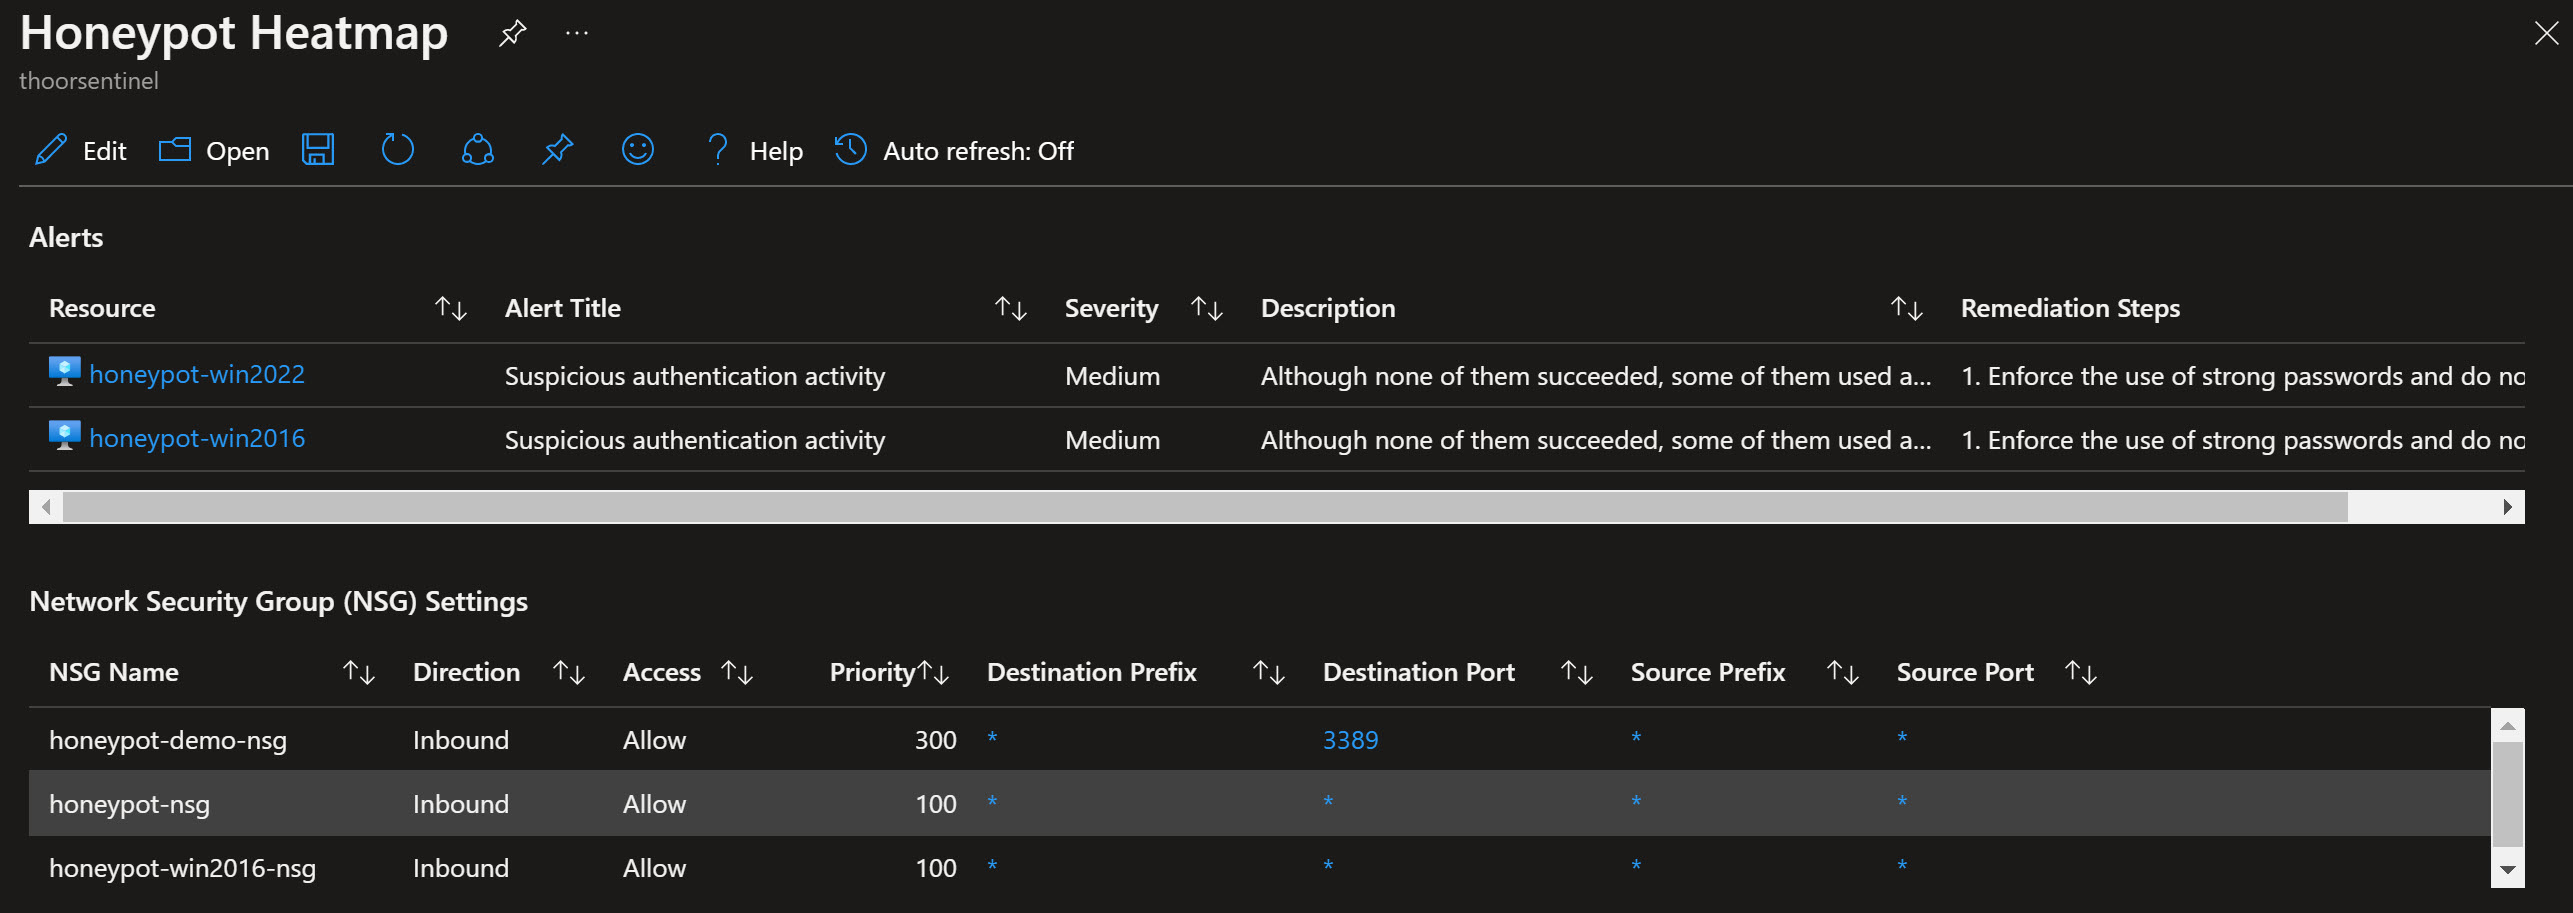 Honeypot Heatmap ...
thoorsentinel
Edit Open Help Auto refresh: Off
Alerts
Resource Alert Title Severity Description Remediation Steps
honeypot-win2022 Suspicious authentication activity Medium Although none of them succeeded, some of them used a... 1. Enforce the use of strong passwords and do no
honeypot-win2016 Suspicious authentication activity Medium Although none of them succeeded, some of them used a... 1. Enforce the use of strong passwords and do no
Network Security Group (NSG) Settings
NSG Name Direction Access Priority Destination Prefix Destination Port Source Prefix Source Port
honeypot-demo-nsg Inbound Allow 300 * 3389 * *
honeypot-nsg Inbound Allow 100 * * * *
honeypot-win2016-nsg Inbound Allow 100 * * * *